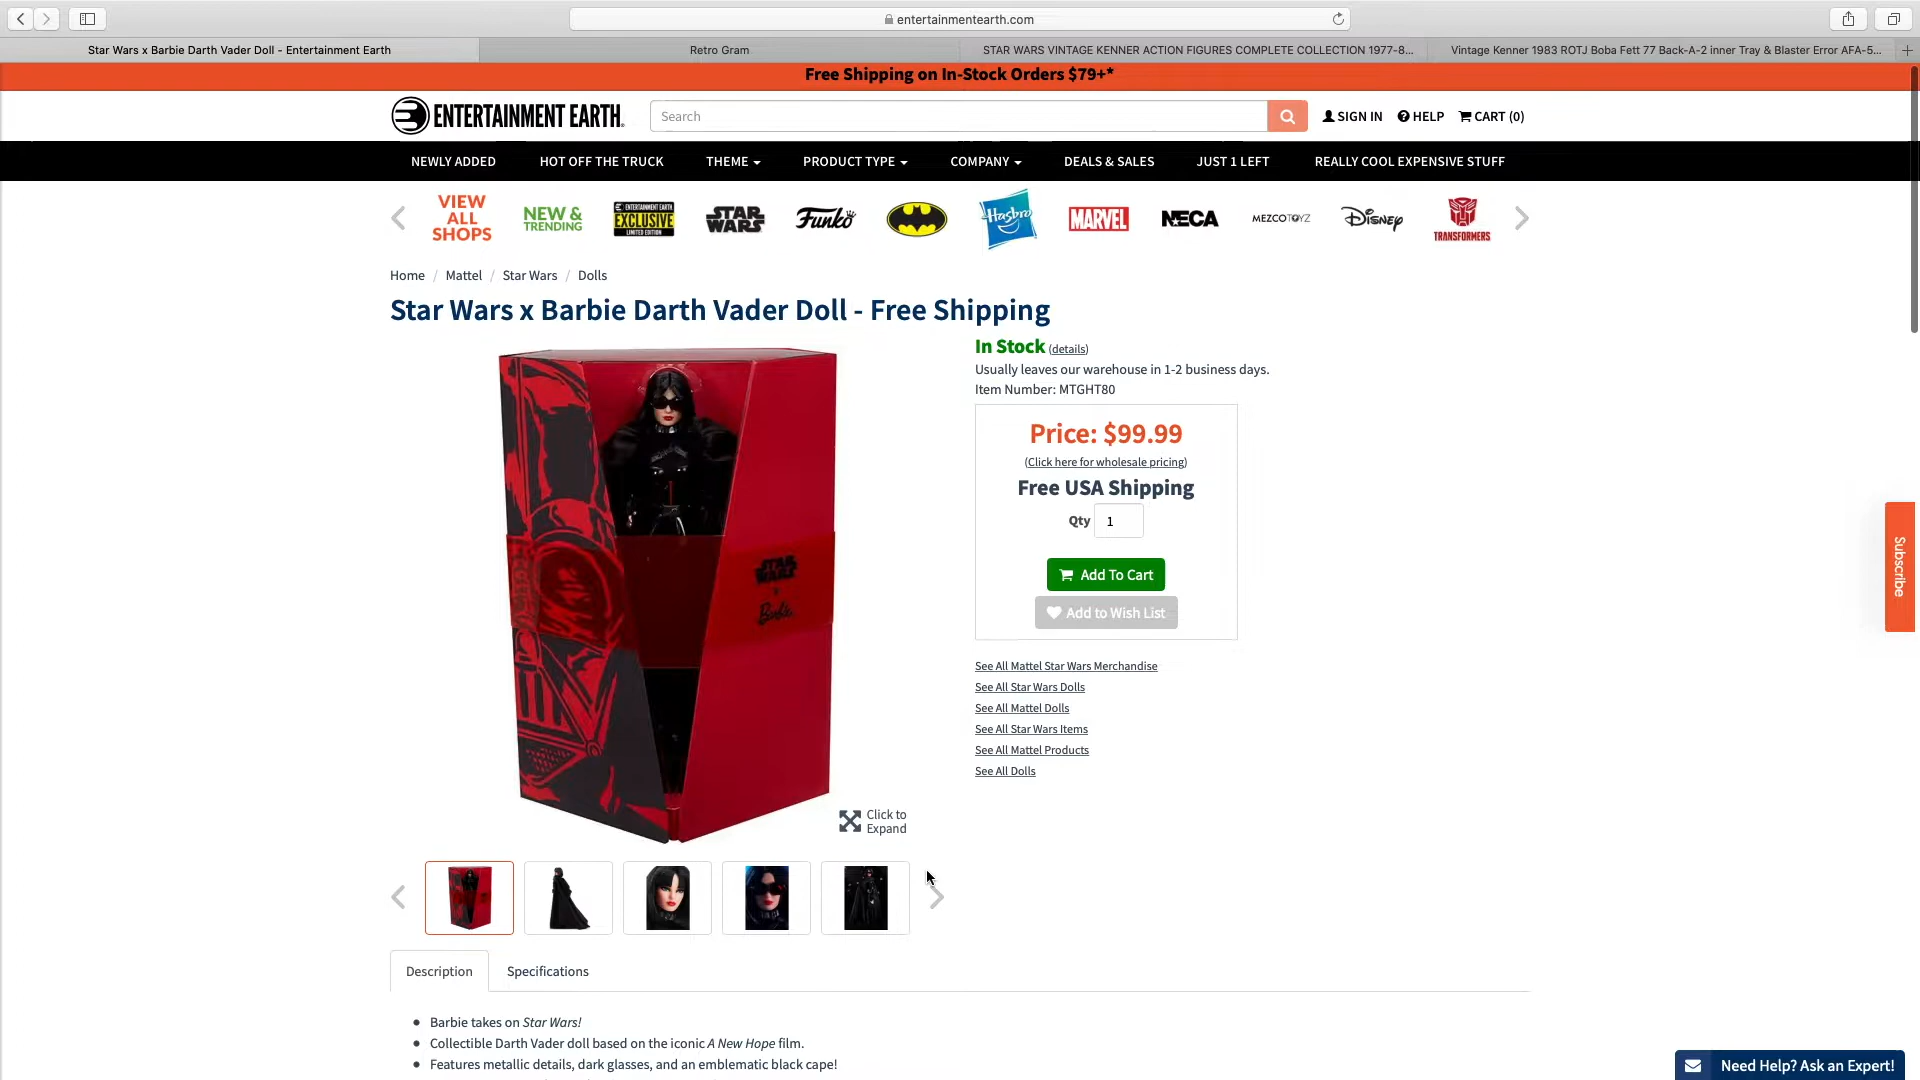 entertainmentearth.com
Star Wars x Barbie Darth Vader Doll - Entertainment Earth
Retro Gram
STAR WARS VINTAGE KENNER ACTION FIGURES COMPLETE COLLECTION 1977-8...
Vintage Kenner 1983 ROTJ Boba Fett 77 Back-A-2 inner Tray & Blaster Error AFA-5...
Free Shipping on In-Stock Orders $79+*
ENTERTAINMENT EARTH
Search
SIGN IN
HELP
CART (0)
NEWLY ADDED
HOT OFF THE TRUCK
THEME
PRODUCT TYPE
COMPANY
DEALS & SALES
JUST 1 LEFT
REALLY COOL EXPENSIVE STUFF
VIEW
ALL
SHOPS
NEW &
TRENDING
ENTERTAINMENT EARTH
EXCLUSIVE
LIMITED EDITION
STAR
WARS
Funko
Hasbro
MARVEL
NECA
MEZCOTOYZ
Disney
TRANSFORMERS
Home / Mattel / Star Wars / Dolls
Star Wars x Barbie Darth Vader Doll - Free Shipping
In Stock (details)
Usually leaves our warehouse in 1-2 business days.
Item Number: MTGHT80
Price: $99.99
(Click here for wholesale pricing)
Free USA Shipping
Qty 1
Add To Cart
Add to Wish List
See All Mattel Star Wars Merchandise
See All Star Wars Dolls
See All Mattel Dolls
See All Star Wars Items
See All Mattel Products
See All Dolls
STAR
WARS
x
Barbie
Click to
Expand
Subscribe
Description
Specifications
Barbie takes on Star Wars!
Collectible Darth Vader doll based on the iconic A New Hope film.
Features metallic details, dark glasses, and an emblematic black cape!
Need Help? Ask an Expert!